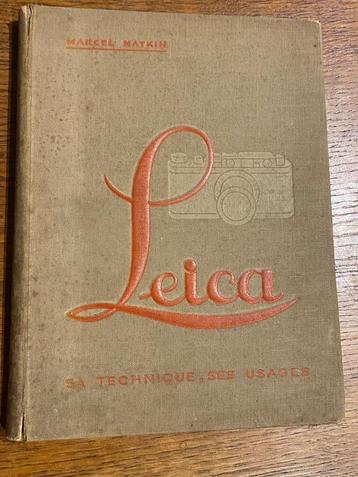 MARCEL NATKIN
Leica
SA TECHNIQUE, SES USAGES